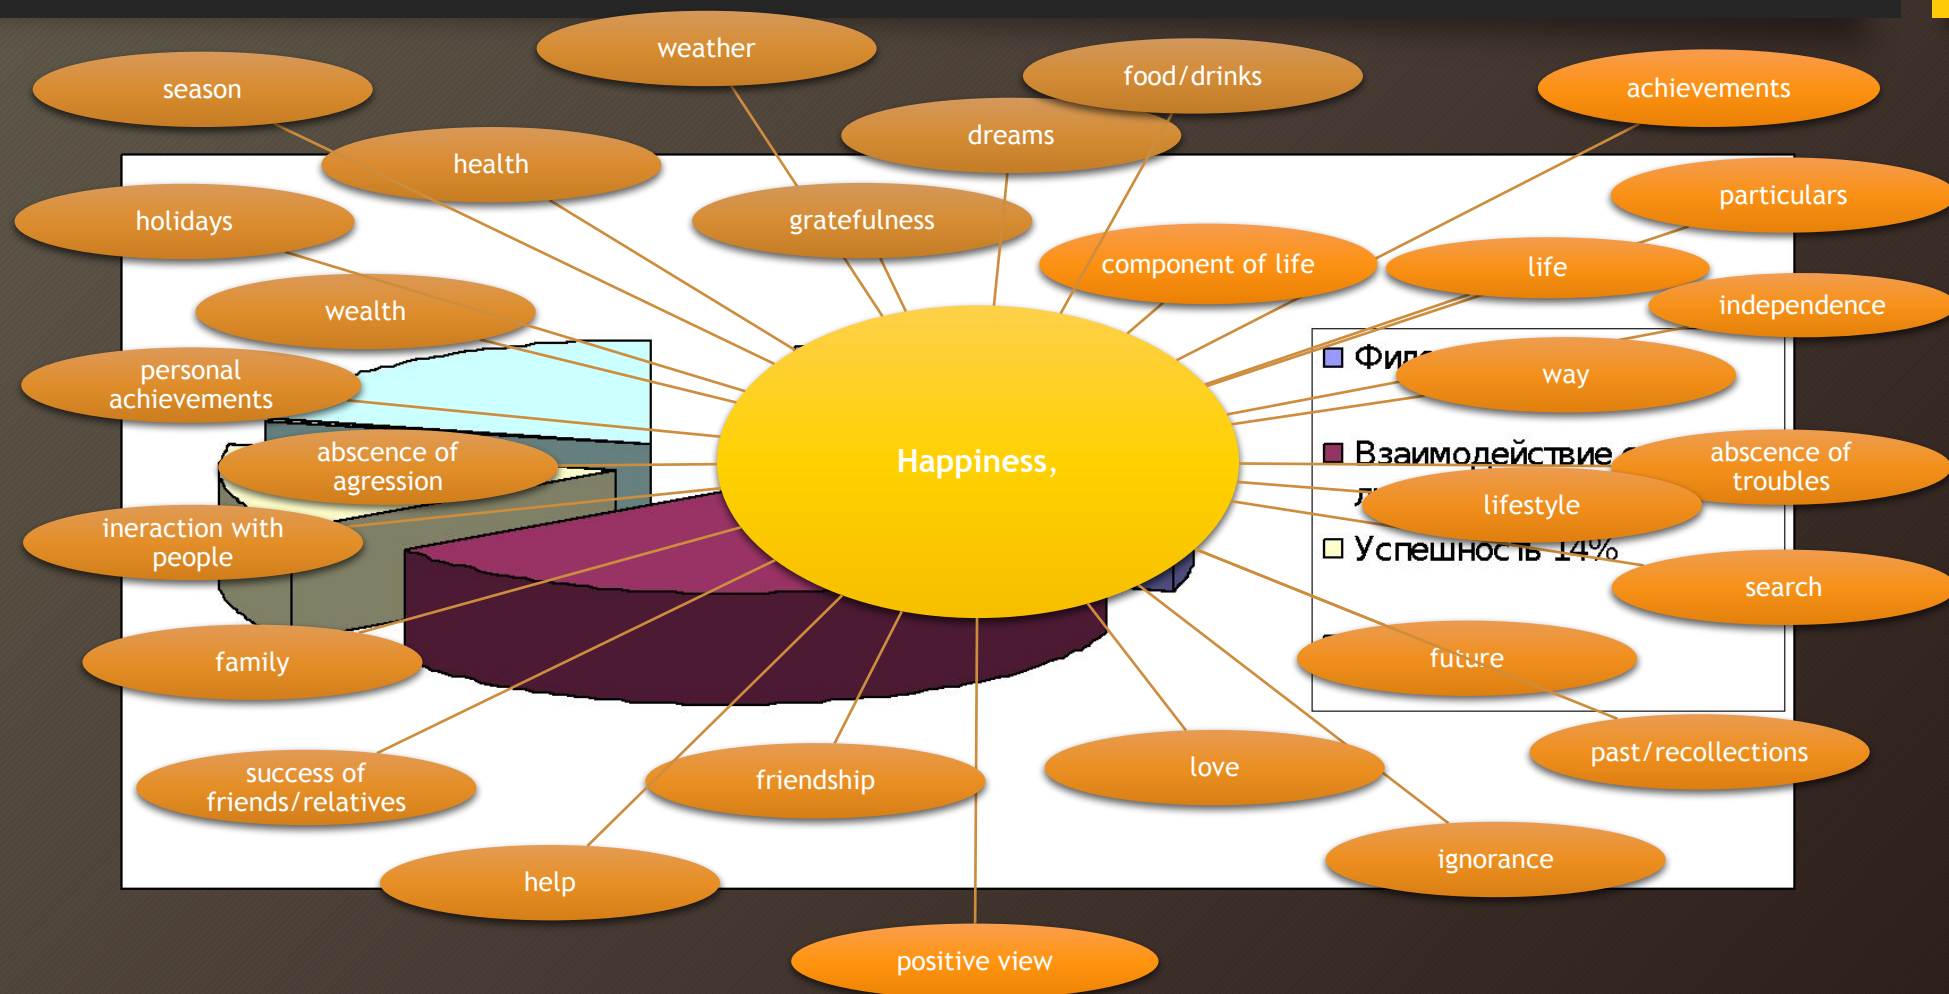 weather
season
food/drinks
achievements
dreams
health
particulars
holidays
gratefulness
component of life
life
independence
wealth
way
personal
achievements
Happiness,
abscence of
agression
Взаимодействие
abscence of
troubles
lifestyle
ineraction with
people
Успешность 14%
search
family
future
past/recollections
success of
friends/relatives
friendship
love
help
ignorance
positive view